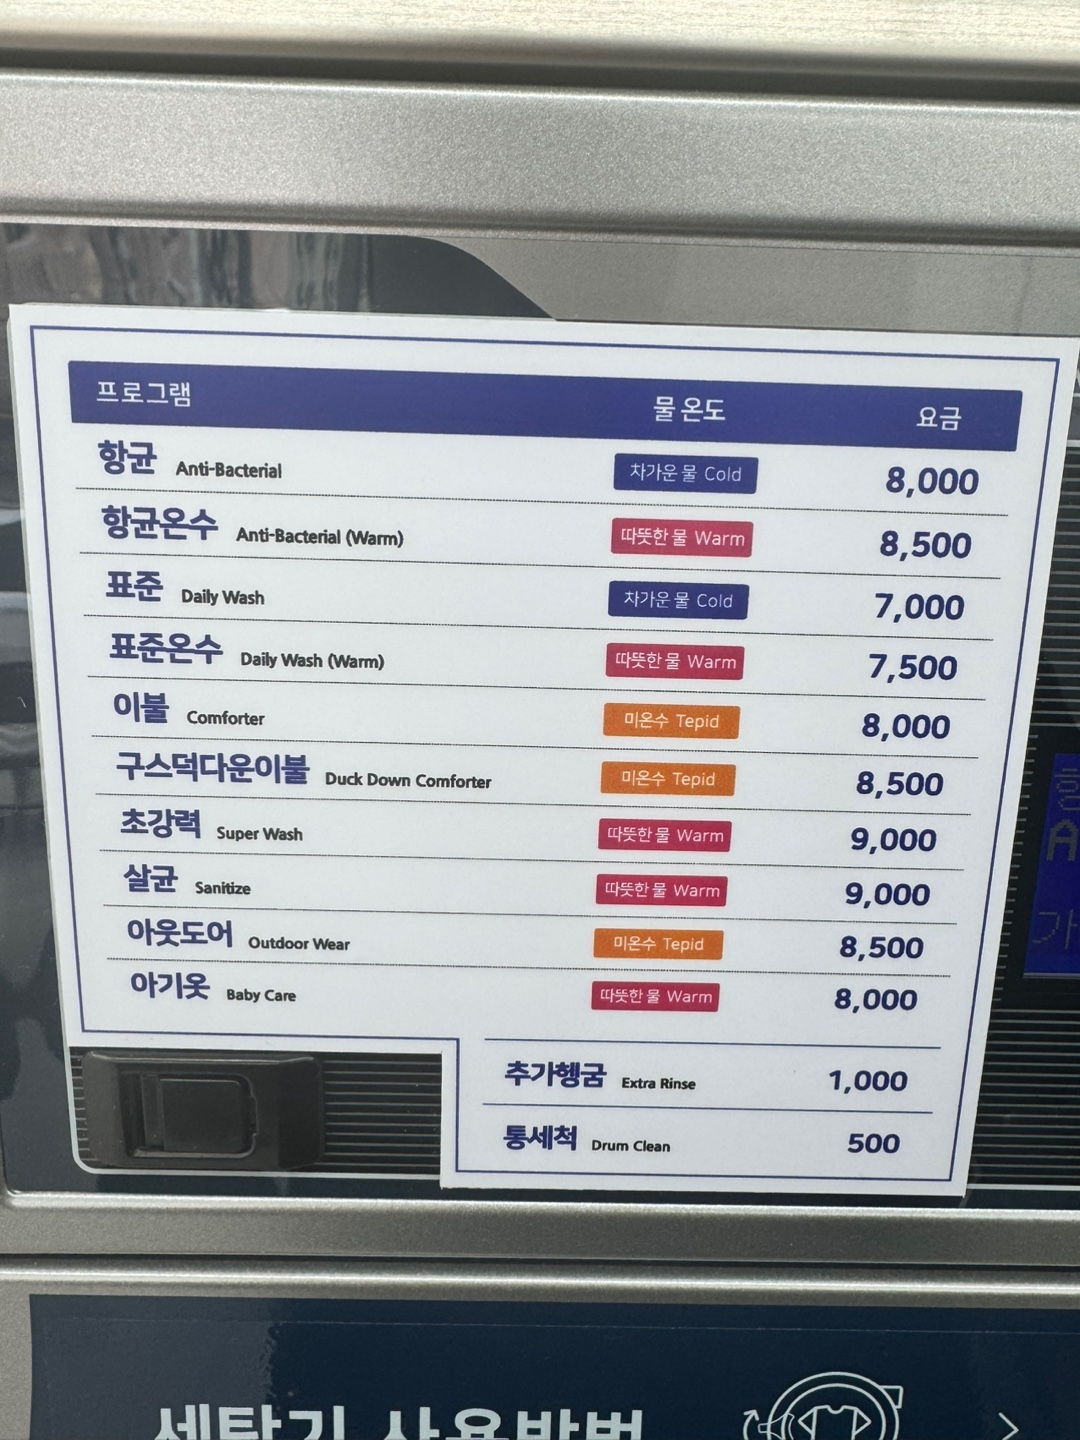 프로그램 물 온도 요금
항균 Anti-Bacterial 차가운 물 Cold 8,000
항균온수 Anti-Bacterial (Warm) 따뜻한 물 Warm 8,500
표준 Daily Wash 차가운 물 Cold 7,000
표준온수 Daily Wash (Warm) 따뜻한 물 Warm 7,500
이불 Comforter 미온수 Tepid 8,000
구스덕다운이불 Duck Down Comforter 미온수 Tepid 8,500
초강력 Super Wash 따뜻한 물 Warm 9,000
살균 Sanitize 따뜻한 물 Warm 9,000
아웃도어 Outdoor Wear 미온수 Tepid 8,500
아기옷 Baby Care 따뜻한 물 Warm 8,000
추가헹굼 Extra Rinse 1,000
통세척 Drum Clean 500
세탁기 사용방법